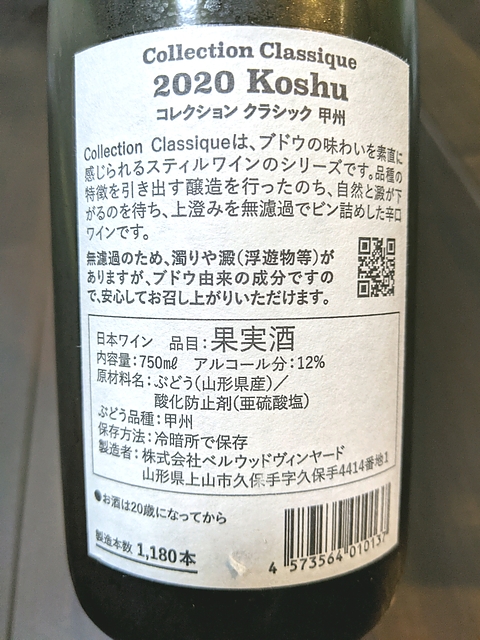 Collection Classique
2020 Koshu
コレクション クラシック 甲州
Collection Classiqueは、ブドウの味わいを素直に
感じられるスティルワインのシリーズです。品種の
特徴を引き出す醸造を行ったのち、自然と澱が下
がるのを待ち、上澄みを無濾過でビン詰めした辛口
ワインです。
無濾過のため、濁りや澱(浮遊物等)が
ありますが、ブドウ由来の成分ですの
で、安心してお召し上がりいただけます。
日本ワイン 品目:果実酒
内容量:750㎖ アルコール分:12%
原材料名:ぶどう(山形県産)/
酸化防止剤(亜硫酸塩)
ぶどう品種:甲州
保存方法:冷暗所で保存
製造者:株式会社ベルウッドヴィンヤード
山形県上山市久保手字久保手4414番地1
●お酒は20歳になってから
製造本数 1,180本
4 573564 010137